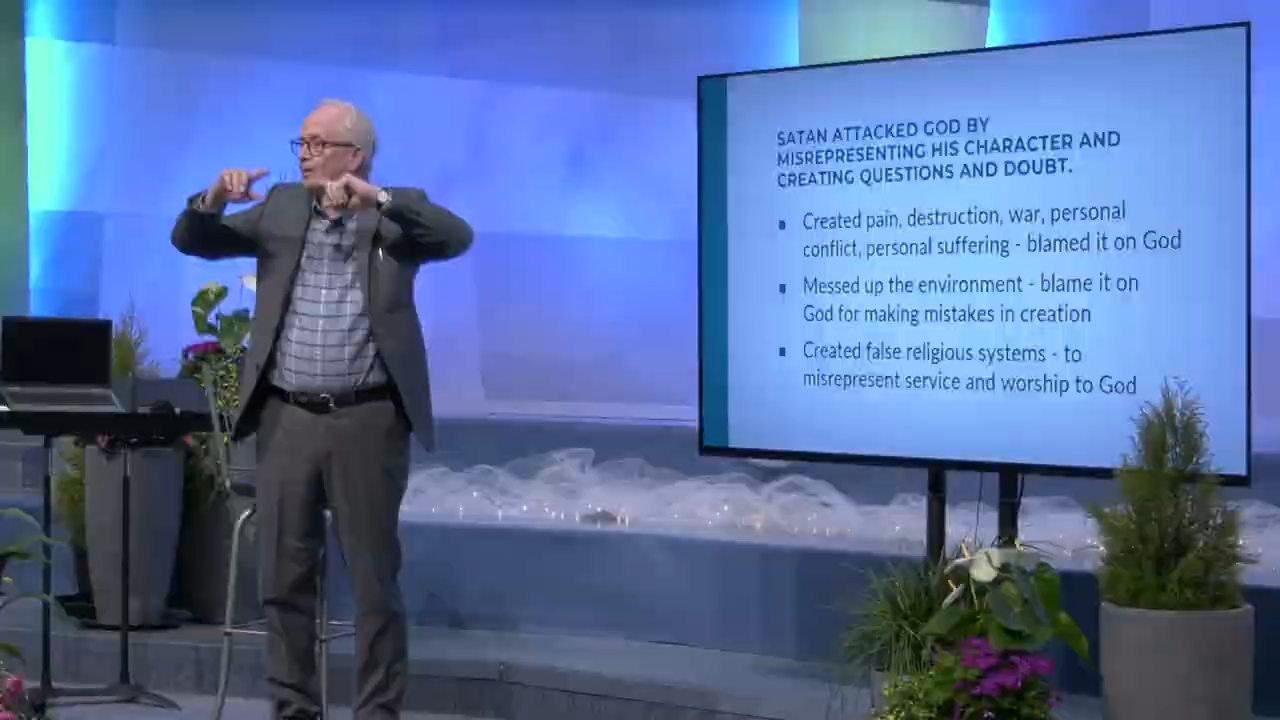 SATAN ATTACKED GOD BY
MISREPRESENTING HIS CHARACTER AND
CREATING QUESTIONS AND DOUBT.
▪ Created pain, destruction, war, personal
conflict, personal suffering - blamed it on God
▪ Messed up the environment - blame it on
God for making mistakes in creation
▪ Created false religious systems - to
misrepresent service and worship to God